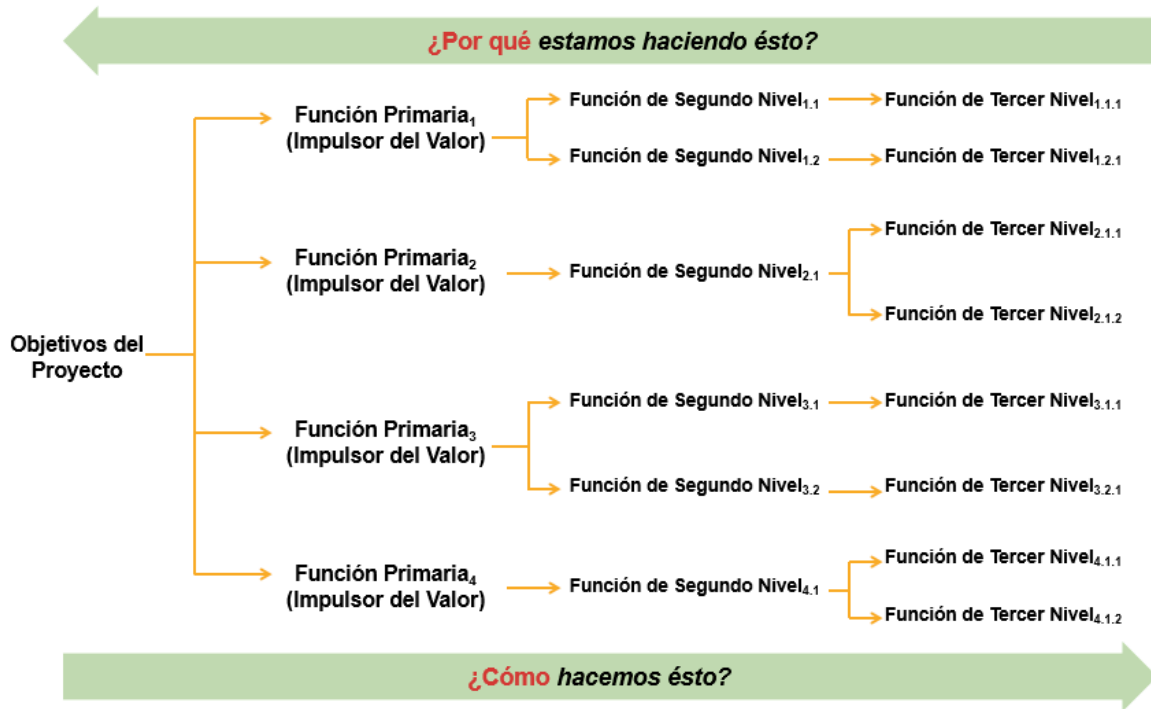 ¿Por qué estamos haciendo ésto?
Función Primaria₁
(Impulsor del Valor)
Función de Segundo Nivel₁.₁
Función de Tercer Nivel₁.₁.₁
Función de Segundo Nivel₁.₂
Función de Tercer Nivel₁.₂.₁
Función Primaria₂
(Impulsor del Valor)
Función de Segundo Nivel₂.₁
Función de Tercer Nivel₂.₁.₁
Función de Tercer Nivel₂.₁.₂
Objetivos del
Proyecto
Función Primaria₃
(Impulsor del Valor)
Función de Segundo Nivel₃.₁
Función de Tercer Nivel₃.₁.₁
Función de Segundo Nivel₃.₂
Función de Tercer Nivel₃.₂.₁
Función Primaria₄
(Impulsor del Valor)
Función de Segundo Nivel₄.₁
Función de Tercer Nivel₄.₁.₁
Función de Tercer Nivel₄.₁.₂
¿Cómo hacemos ésto?